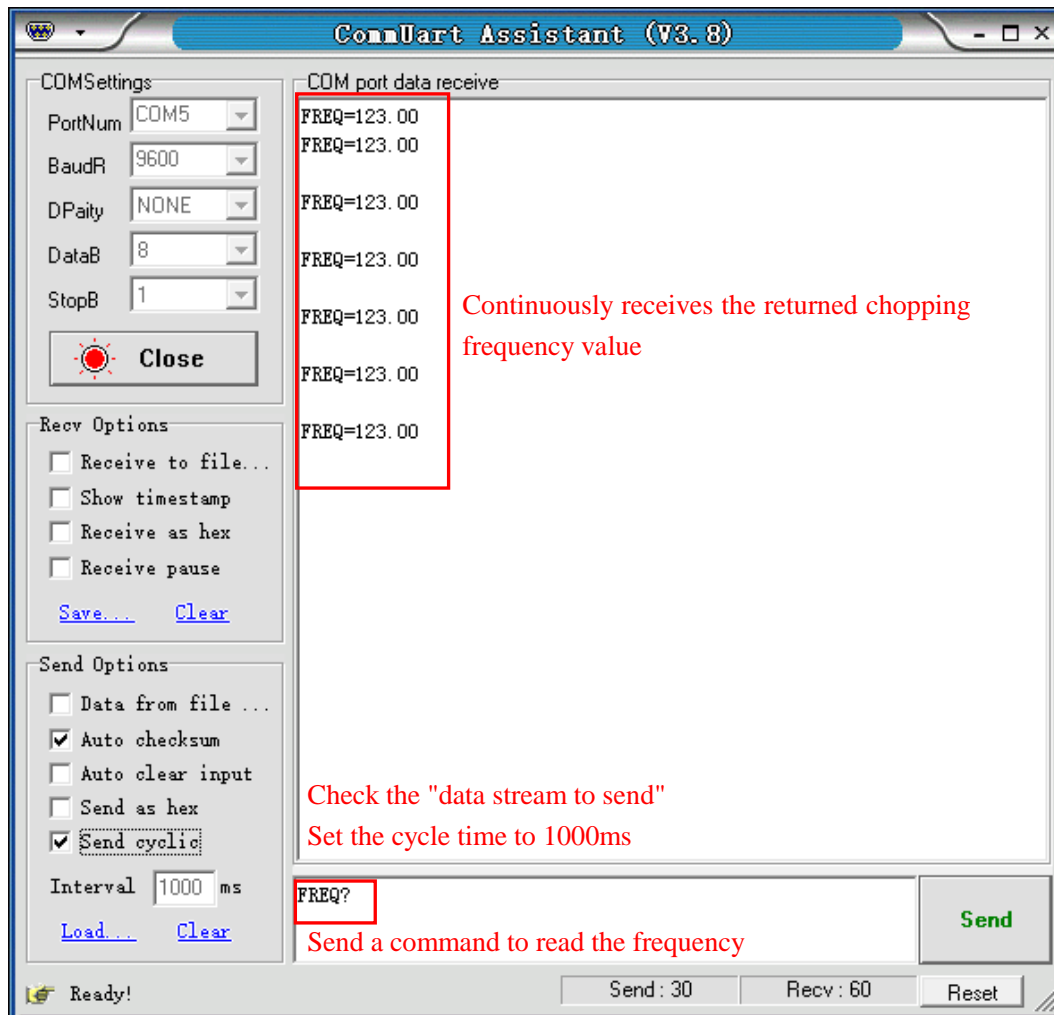 CommUart Assistant (V3.8)
COMSettings
PortNum COM5
BaudR 9600
DPaity NONE
DataB 8
StopB 1
Close
Recv Options
Receive to file...
Show timestamp
Receive as hex
Receive pause
Save... Clear
Send Options
Data from file ...
Auto checksum
Auto clear input
Send as hex
Send cyclic
Interval 1000 ms
Load... Clear
COM port data receive
FREQ=123.00
FREQ=123.00
FREQ=123.00
FREQ=123.00
FREQ=123.00
FREQ=123.00
FREQ=123.00
Continuously receives the returned chopping
frequency value
Check the "data stream to send"
Set the cycle time to 1000ms
FREQ?
Send a command to read the frequency
Send
Ready!
Send : 30
Recv : 60
Reset